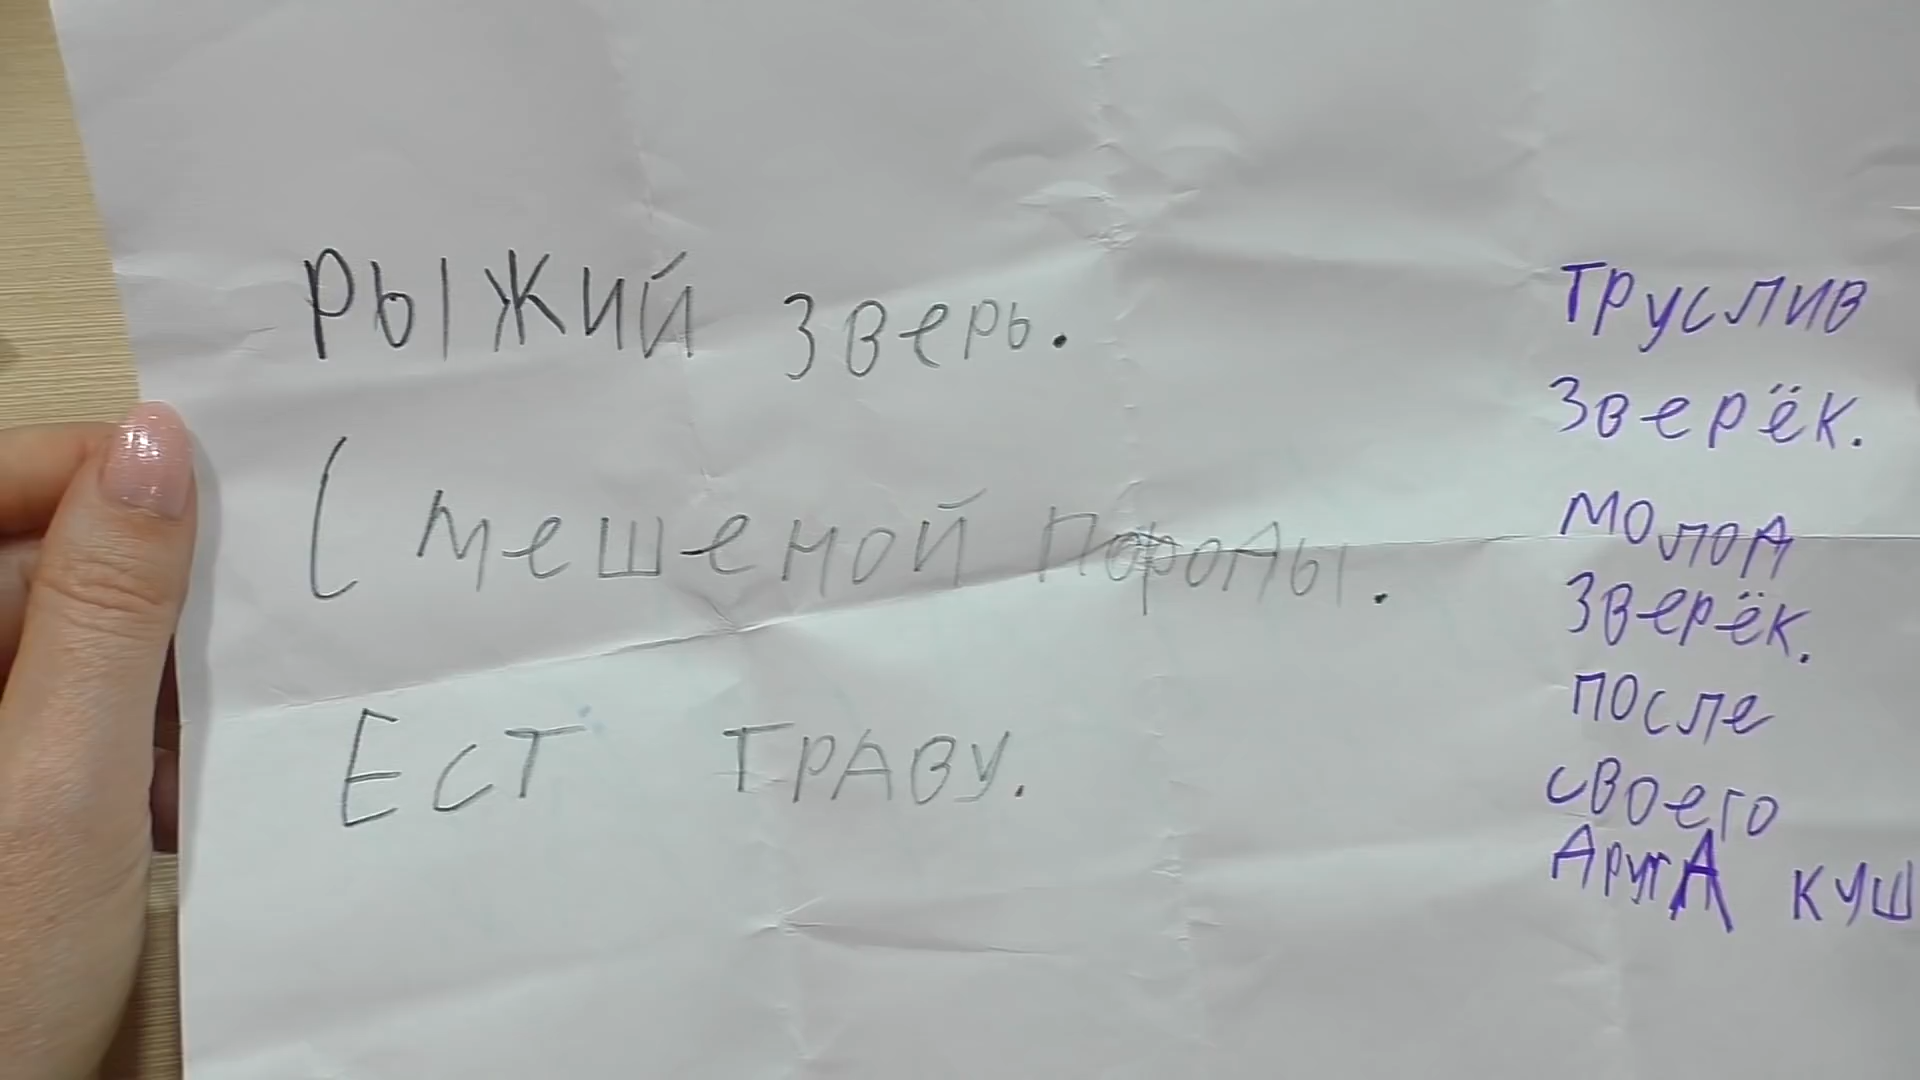 РЫЖИЙ зверь.
Смешеной породы.
Ест траву.
Труслив
Зверёк.
молод
Зверёк.
после
своего
друга куш